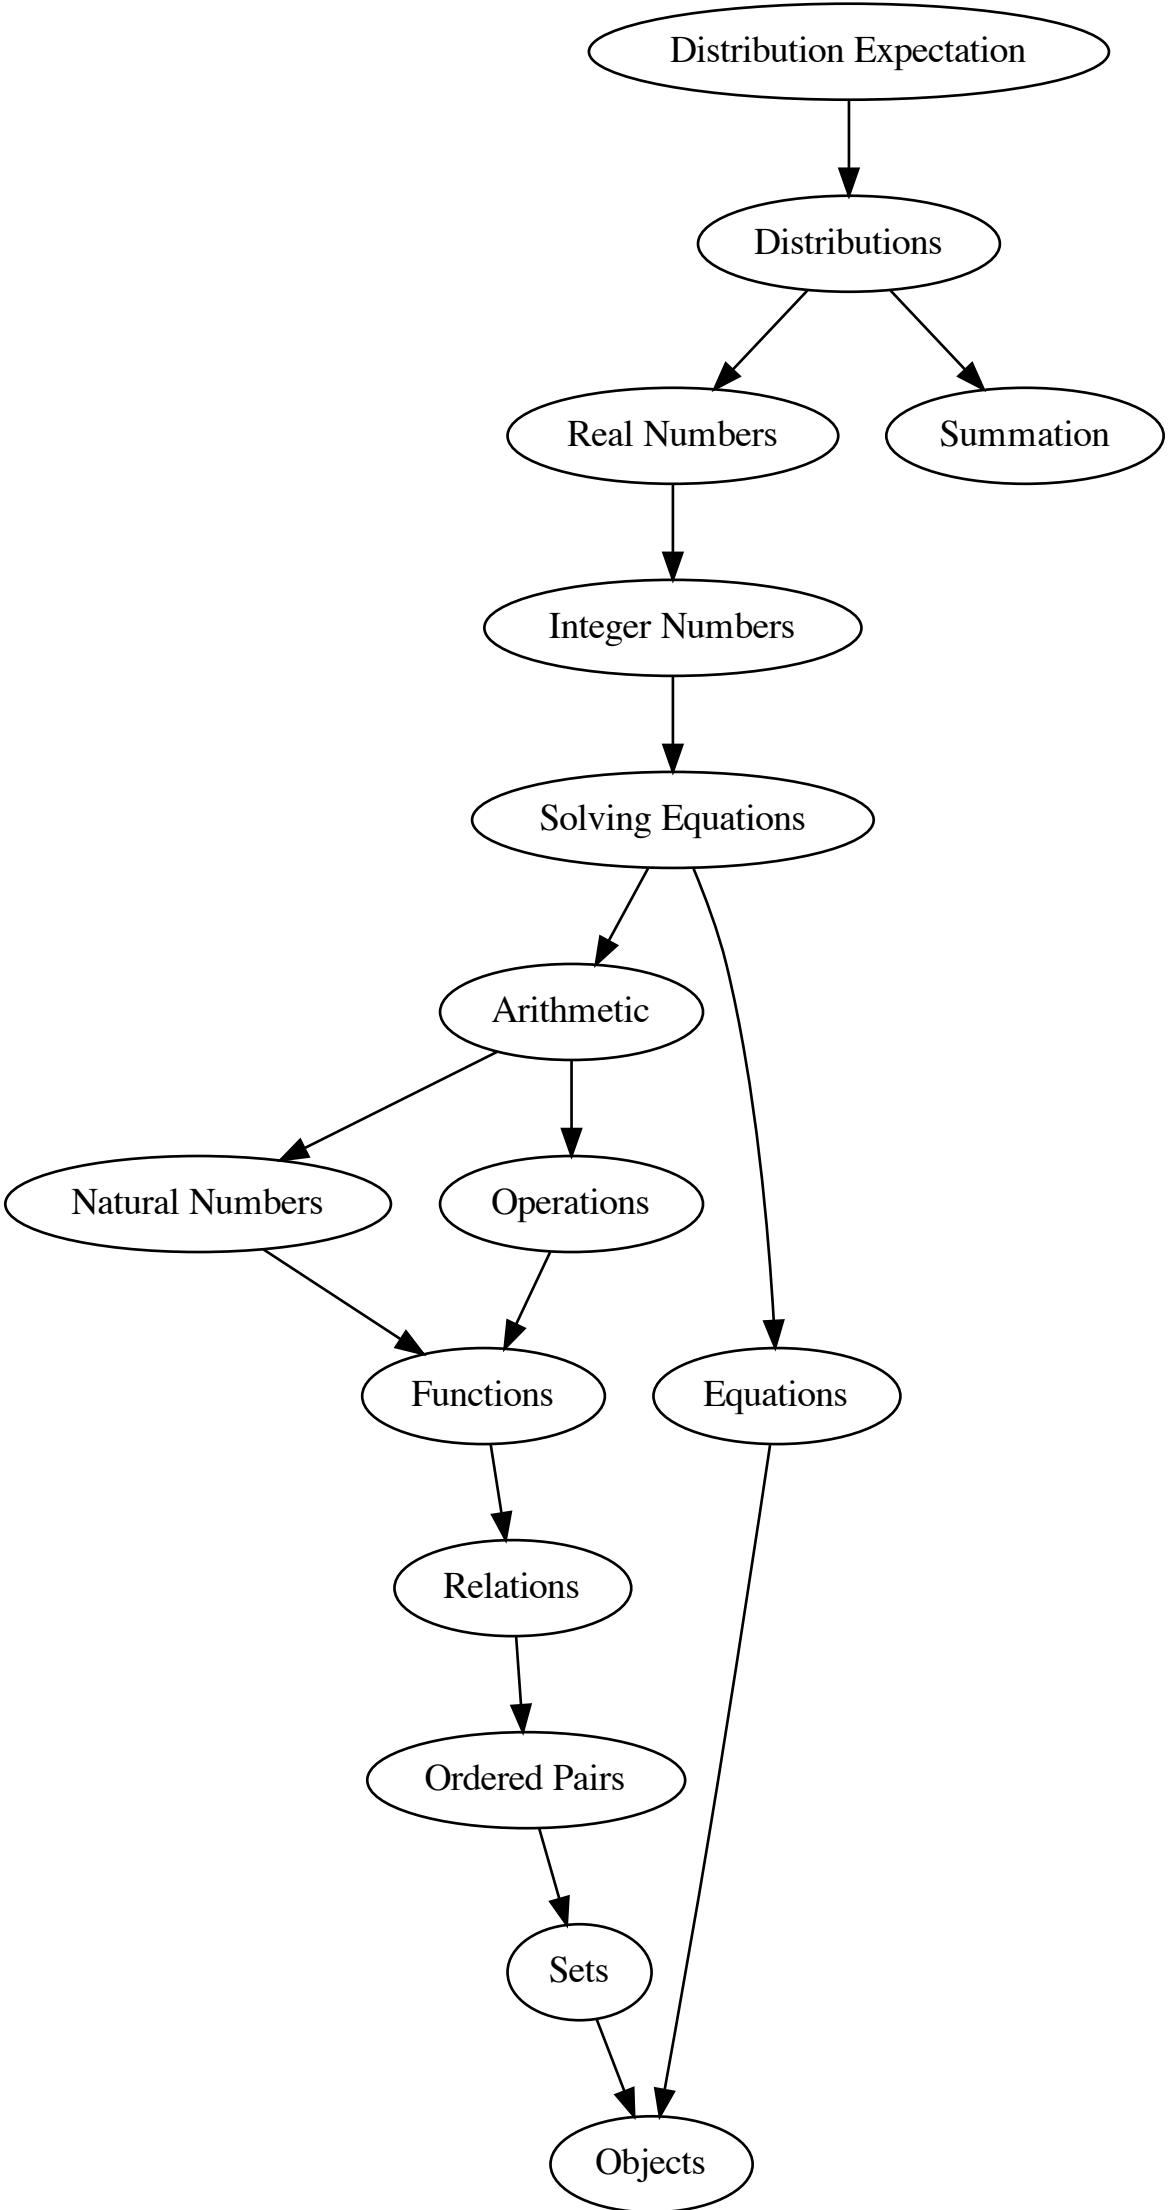 Distribution Expectation
Distributions
Real Numbers
Summation
Integer Numbers
Solving Equations
Arithmetic
Natural Numbers
Operations
Functions
Equations
Relations
Ordered Pairs
Sets
Objects